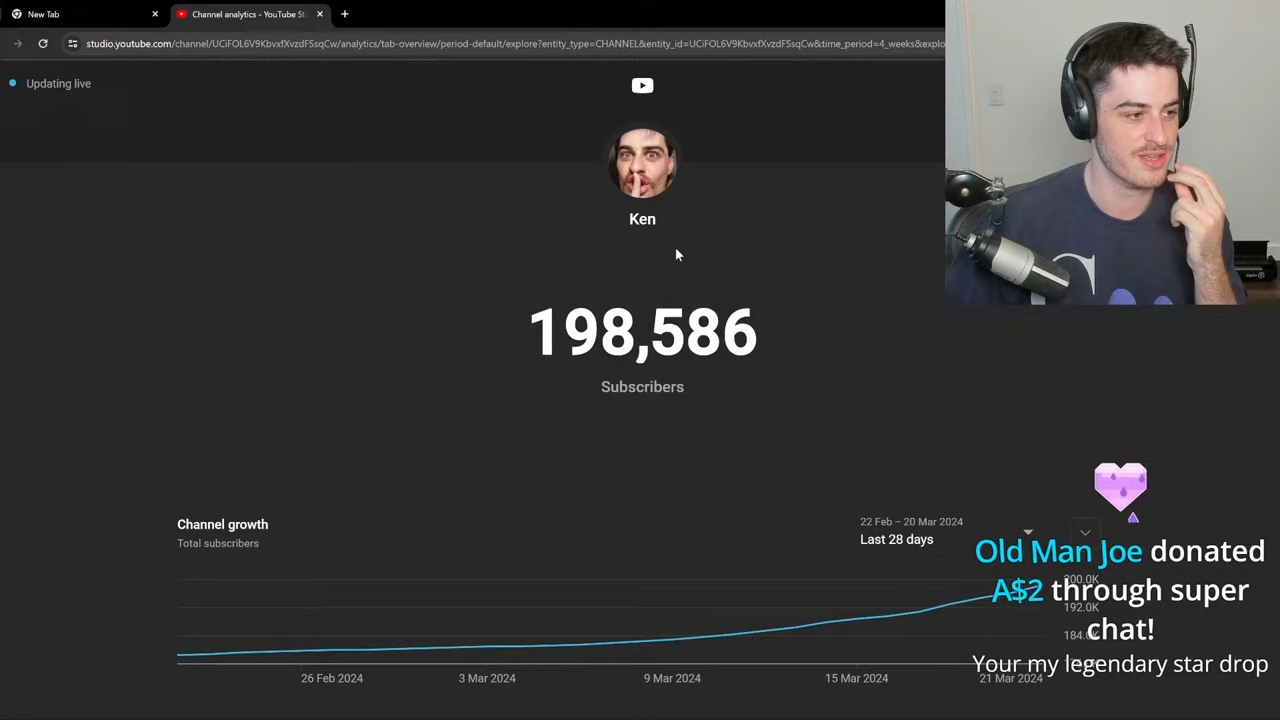 New Tab
Channel analytics - YouTube St
studio.youtube.com/channel/UCiFOL6V9KbvxfXvzdFSsqCw/analytics/tab-overview/period-default/explore?entity_type=CHANNEL&entity_id=UCiFOL6V9KbvxfXvzdFSsqCw&time_period=4_weeks&explo
Updating live
Ken
198,586
Subscribers
Channel growth
Total subscribers
22 Feb – 20 Mar 2024
Last 28 days
200.0K
192.0K
184.0K
26 Feb 2024
3 Mar 2024
9 Mar 2024
15 Mar 2024
21 Mar 2024
Old Man Joe donated
A$2 through super
chat!
Your my legendary star drop